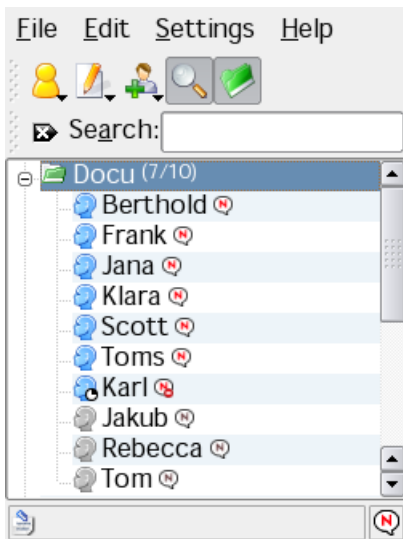 File Edit Settings Help
Search:
Docu (7/10)
Berthold N
Frank N
Jana N
Klara N
Scott N
Toms N
Karl N
Jakub N
Rebecca N
Tom N
N